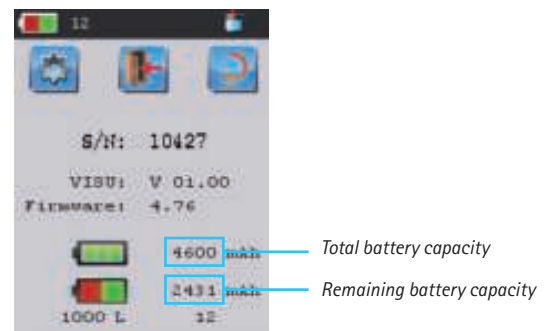 12
S/N: 10427
VISU: V 01.00
Firmware: 4.76
4600 mAh Total battery capacity
2431 mAh Remaining battery capacity
1000 L 12